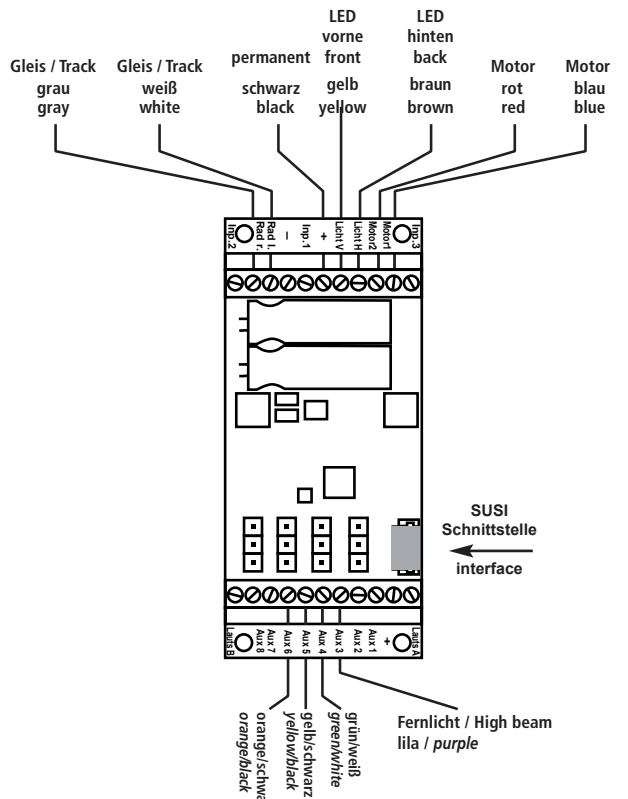 LED
vorne
front
gelb
yellow
LED
hinten
back
braun
brown
Gleis / Track
grau
gray
Gleis / Track
weiß
white
permanent
schwarz
black
Motor
rot
red
Motor
blau
blue
Inp.2
Rad r.
Rad l.
–
Inp.1
+
Licht V
Licht H
Motor2
Motor1
Inp.3
SUSI
Schnittstelle
interface
Lauts B
Aux 8
Aux 7
Aux 6
Aux 5
Aux 4
Aux 3
Aux 2
Aux 1
+
Lauts A
orange/schwa
orange/black
gelb/schwarz
yellow/black
grün/weiß
green/white
Fernlicht / High beam
lila / purple